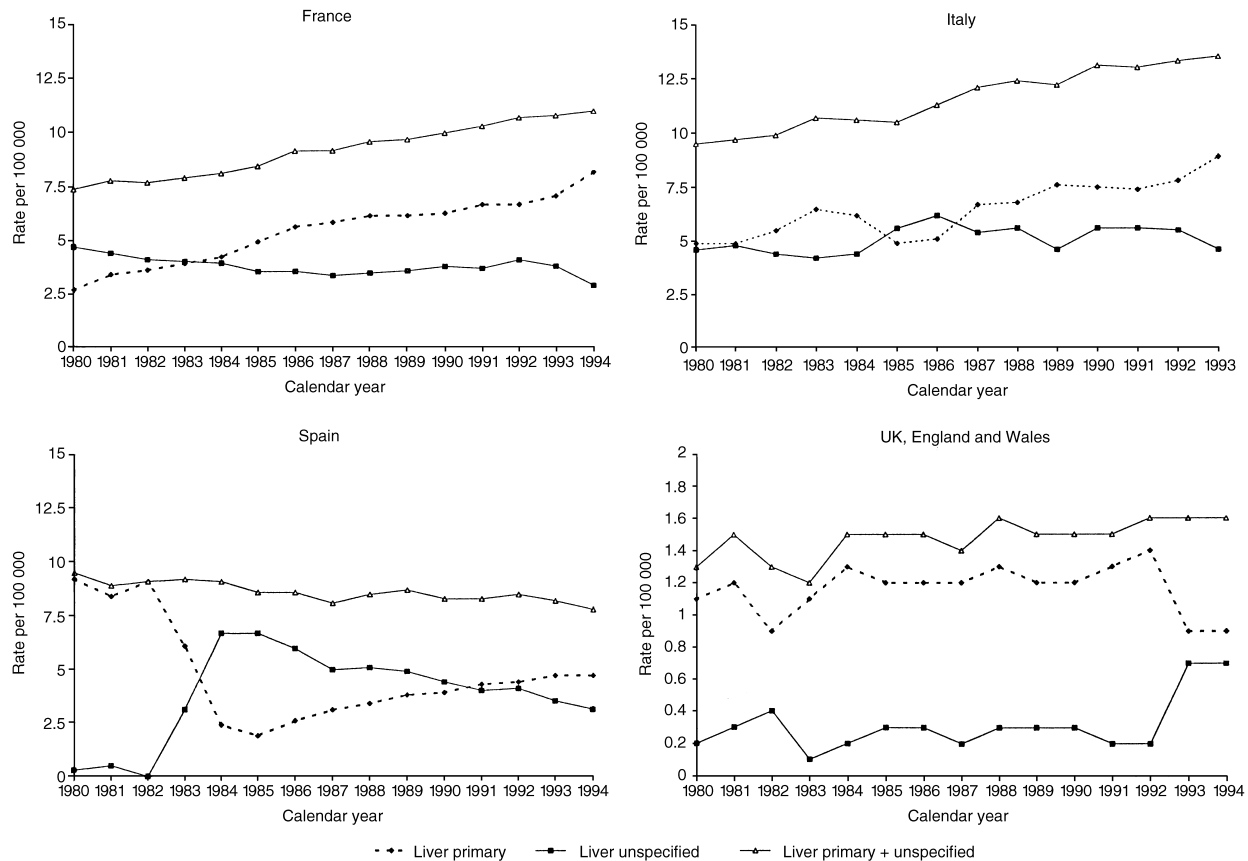 France
15
12.5
10
7.5
5
2.5
0
Rate per 100 000
1980 1981 1982 1983 1984 1985 1986 1987 1988 1989 1990 1991 1992 1993 1994
Calendar year
Italy
15
12.5
10
7.5
5
2.5
0
Rate per 100 000
1980 1981 1982 1983 1984 1985 1986 1987 1988 1989 1990 1991 1992 1993
Calendar year
Spain
15
12.5
10
7.5
5
2.5
0
Rate per 100 000
1980 1981 1982 1983 1984 1985 1986 1987 1988 1989 1990 1991 1992 1993 1994
Calendar year
UK, England and Wales
2
1.8
1.6
1.4
1.2
1
0.8
0.6
0.4
0.2
0
Rate per 100 000
1980 1981 1982 1983 1984 1985 1986 1987 1988 1989 1990 1991 1992 1993 1994
Calendar year
Liver primary Liver unspecified Liver primary + unspecified